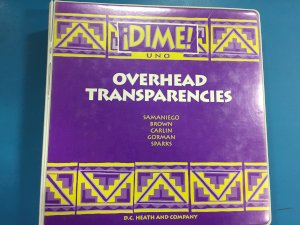 ¡DIME!
UNO
OVERHEAD
TRANSPARENCIES
SAMANIEGO
BROWN
CARLIN
GORMAN
SPARKS
D.C. HEATH AND COMPANY